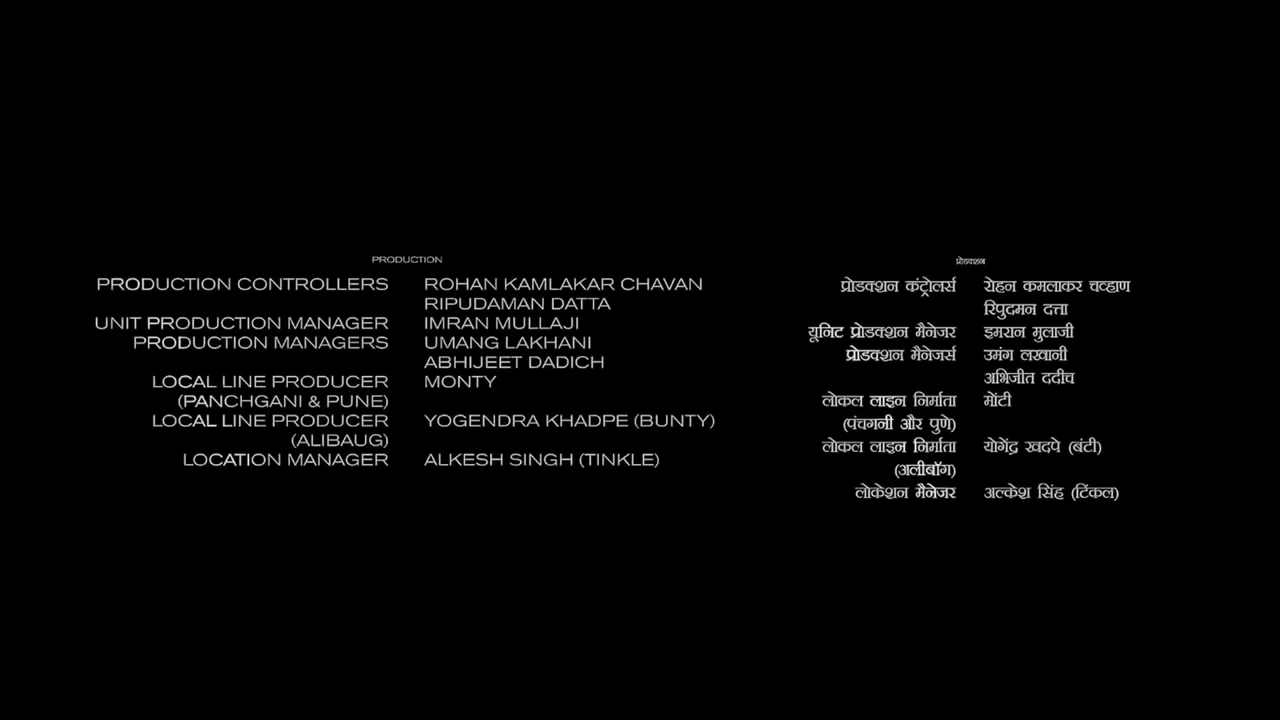 PRODUCTION
PRODUCTION CONTROLLERS ROHAN KAMLAKAR CHAVAN
RIPUDAMAN DATTA
UNIT PRODUCTION MANAGER IMRAN MULLAJI
PRODUCTION MANAGERS UMANG LAKHANI
ABHIJEET DADICH
LOCAL LINE PRODUCER MONTY
(PANCHGANI & PUNE)
LOCAL LINE PRODUCER YOGENDRA KHADPE (BUNTY)
(ALIBAUG)
LOCATION MANAGER ALKESH SINGH (TINKLE)
प्रोडक्शन
प्रोडक्शन कंट्रोलर्स रोहन कमलाकर चव्हाण
रिपुदमन दत्ता
यूनिट प्रोडक्शन मैनेजर इमरान मुलाजी
प्रोडक्शन मैनेजर्स उमंग लखानी
अभिजीत ददीच
लोकल लाइन निर्माता मोंटी
(पंचगनी और पुणे)
लोकल लाइन निर्माता योगेंद्र खदपे (बंटी)
(अलीबॉग)
लोकेशन मैनेजर अल्केश सिंह (टिंकल)